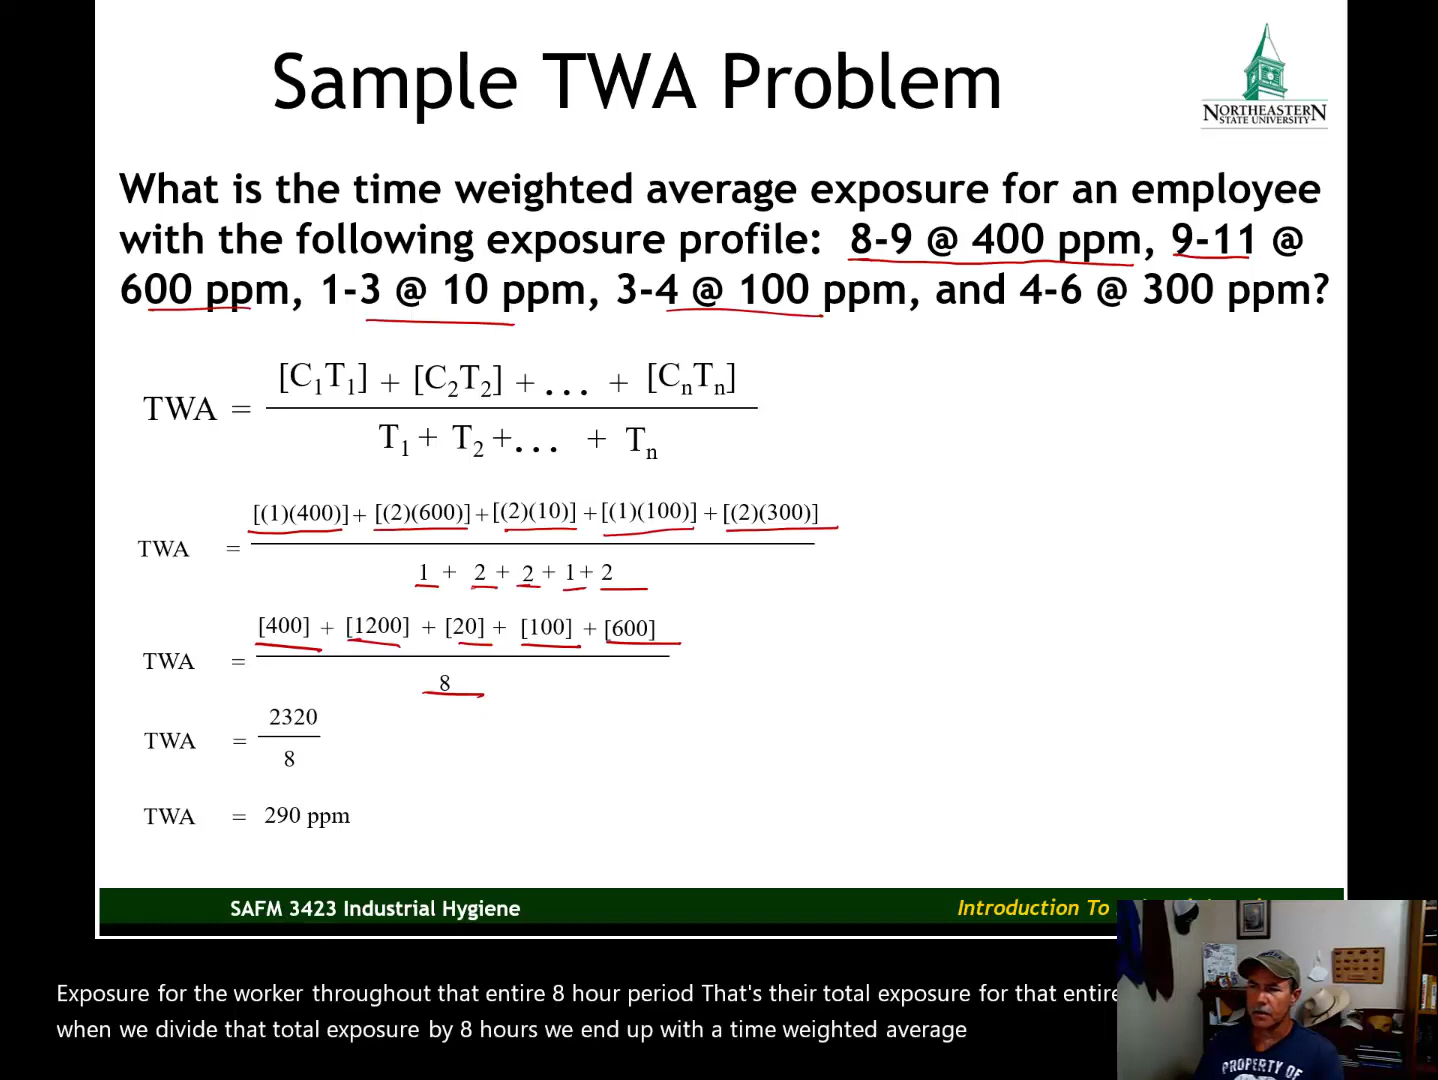 Sample TWA Problem
NORTHEASTERN
STATE UNIVERSITY
What is the time weighted average exposure for an employee
with the following exposure profile: 8-9 @ 400 ppm, 9-11 @
600 ppm, 1-3 @ 10 ppm, 3-4 @ 100 ppm, and 4-6 @ 300 ppm?
[C₁T₁] + [C₂T₂] + ... + [CₙTₙ]
TWA =
T₁ + T₂ +... + Tₙ
[(1)(400)] + [(2)(600)] + [(2)(10)] + [(1)(100)] + [(2)(300)]
TWA =
1 + 2 + 2 + 1 + 2
[400] + [1200] + [20] + [100] + [600]
TWA =
8
2320
TWA =
8
TWA = 290 ppm
SAFM 3423 Industrial Hygiene
Introduction To
Exposure for the worker throughout that entire 8 hour period That's their total exposure for that entire
when we divide that total exposure by 8 hours we end up with a time weighted average
PROPERTY OF